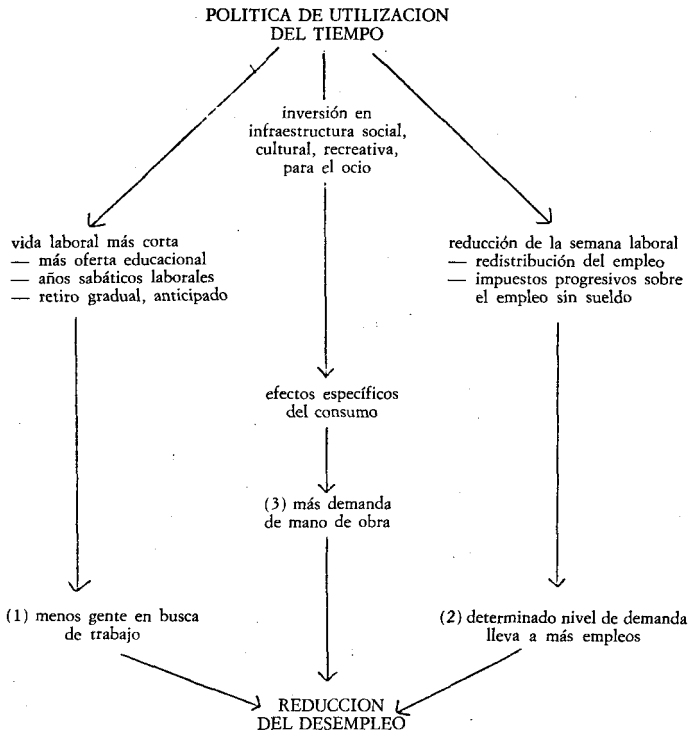 POLITICA DE UTILIZACION
DEL TIEMPO
inversión en
infraestructura social,
cultural, recreativa,
para el ocio
vida laboral más corta
— más oferta educacional
— años sabáticos laborales
— retiro gradual, anticipado
reducción de la semana laboral
— redistribución del empleo
— impuestos progresivos sobre
el empleo sin sueldo
efectos específicos
del consumo
(3) más demanda
de mano de obra
(1) menos gente en busca
de trabajo
(2) determinado nivel de demanda
lleva a más empleos
REDUCCION
DEL DESEMPLEO